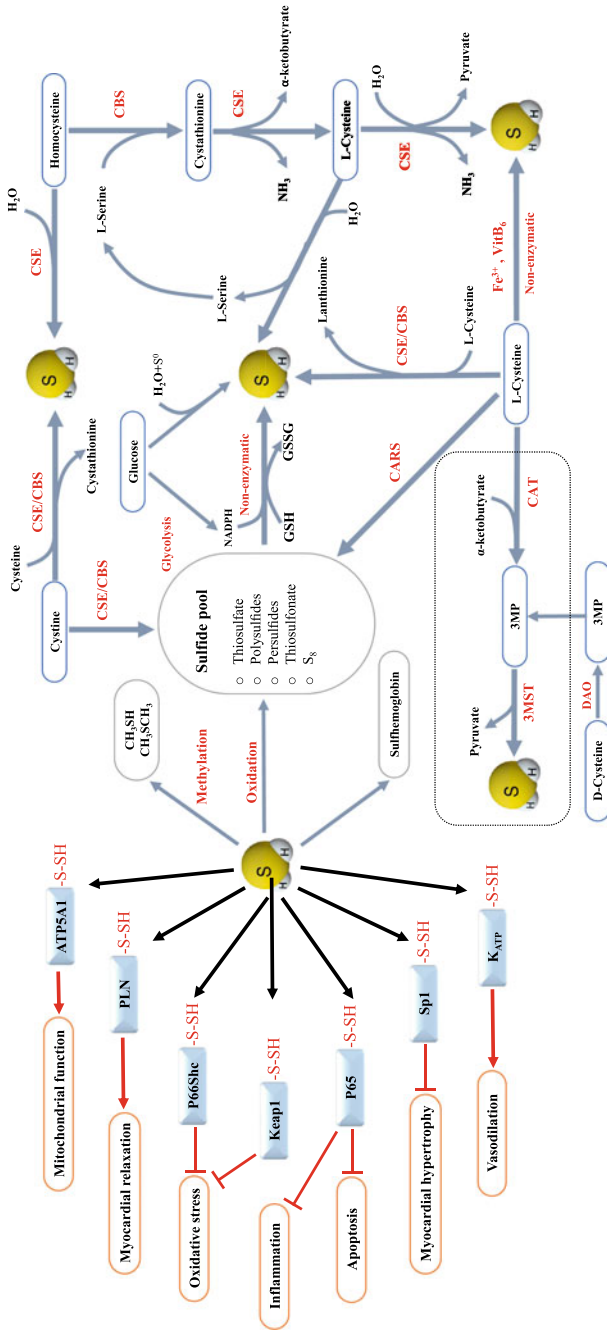 Mitochondrial function
ATP5A1
-S-SH
Myocardial relaxation
PLN
-S-SH
Oxidative stress
P66Shc
-S-SH
Keap1
-S-SH
Inflammation
P65
-S-SH
Apoptosis
Myocardial hypertrophy
Sp1
-S-SH
Vasodilation
K_ATP
-S-SH
S
H
H
CH₃SH
CH₃SCH₃
Methylation
Oxidation
Sulfhemoglobin
Sulfide pool
○ Thiosulfate
○ Polysulfides
○ Persulfides
○ Thiosulfonate
○ S₈
Cystine
CSE/CBS
Cysteine
CSE/CBS
Cystathionine
S
H
H
H₂O
CSE
Homocysteine
CBS
L-Serine
L-Serine
Cystathionine
CSE
α-ketobutyrate
NH₃
L-Cysteine
H₂O
H₂O
CSE
Pyruvate
NH₃
S
H
H
Glucose
Glycolysis
H₂O+S⁰
NADPH
Non-enzymatic
GSH
GSSG
S
H
H
Lanthionine
CSE/CBS
L-Cysteine
CARS
L-Cysteine
Fe³⁺ , VitB₆
Non-enzymatic
α-ketobutyrate
CAT
3MP
Pyruvate
3MST
S
H
H
D-Cysteine
DAO
3MP